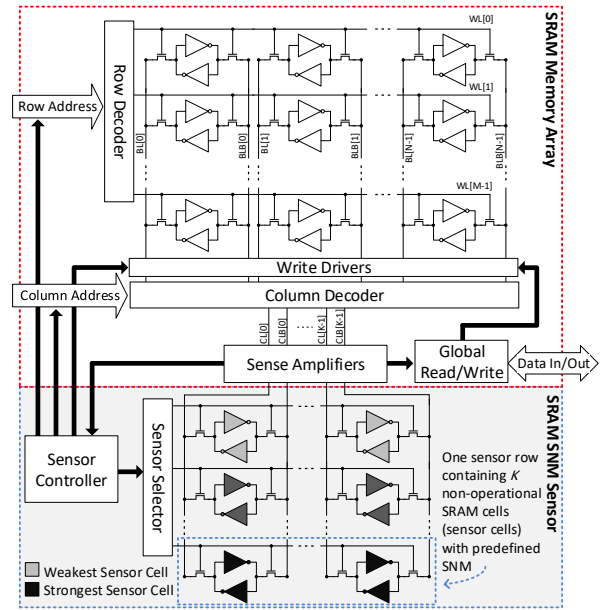 WL[0]
Row Decoder
Row Address
WL[1]
BL[0]
BLB[0]
BL[1]
BLB[1]
BL[N-1]
BLB[N-1]
WL[M-1]
SRAM Memory Array
Write Drivers
Column Address
Column Decoder
CL[0]
CLB[0]
CL[K-1]
CLB[K-1]
Sense Amplifiers
Global
Read/Write
Data In/Out
Sensor
Controller
Sensor Selector
SRAM SNM Sensor
One sensor row
containing K
non-operational
SRAM cells
(sensor cells)
with predefined
SNM
Weakest Sensor Cell
Strongest Sensor Cell